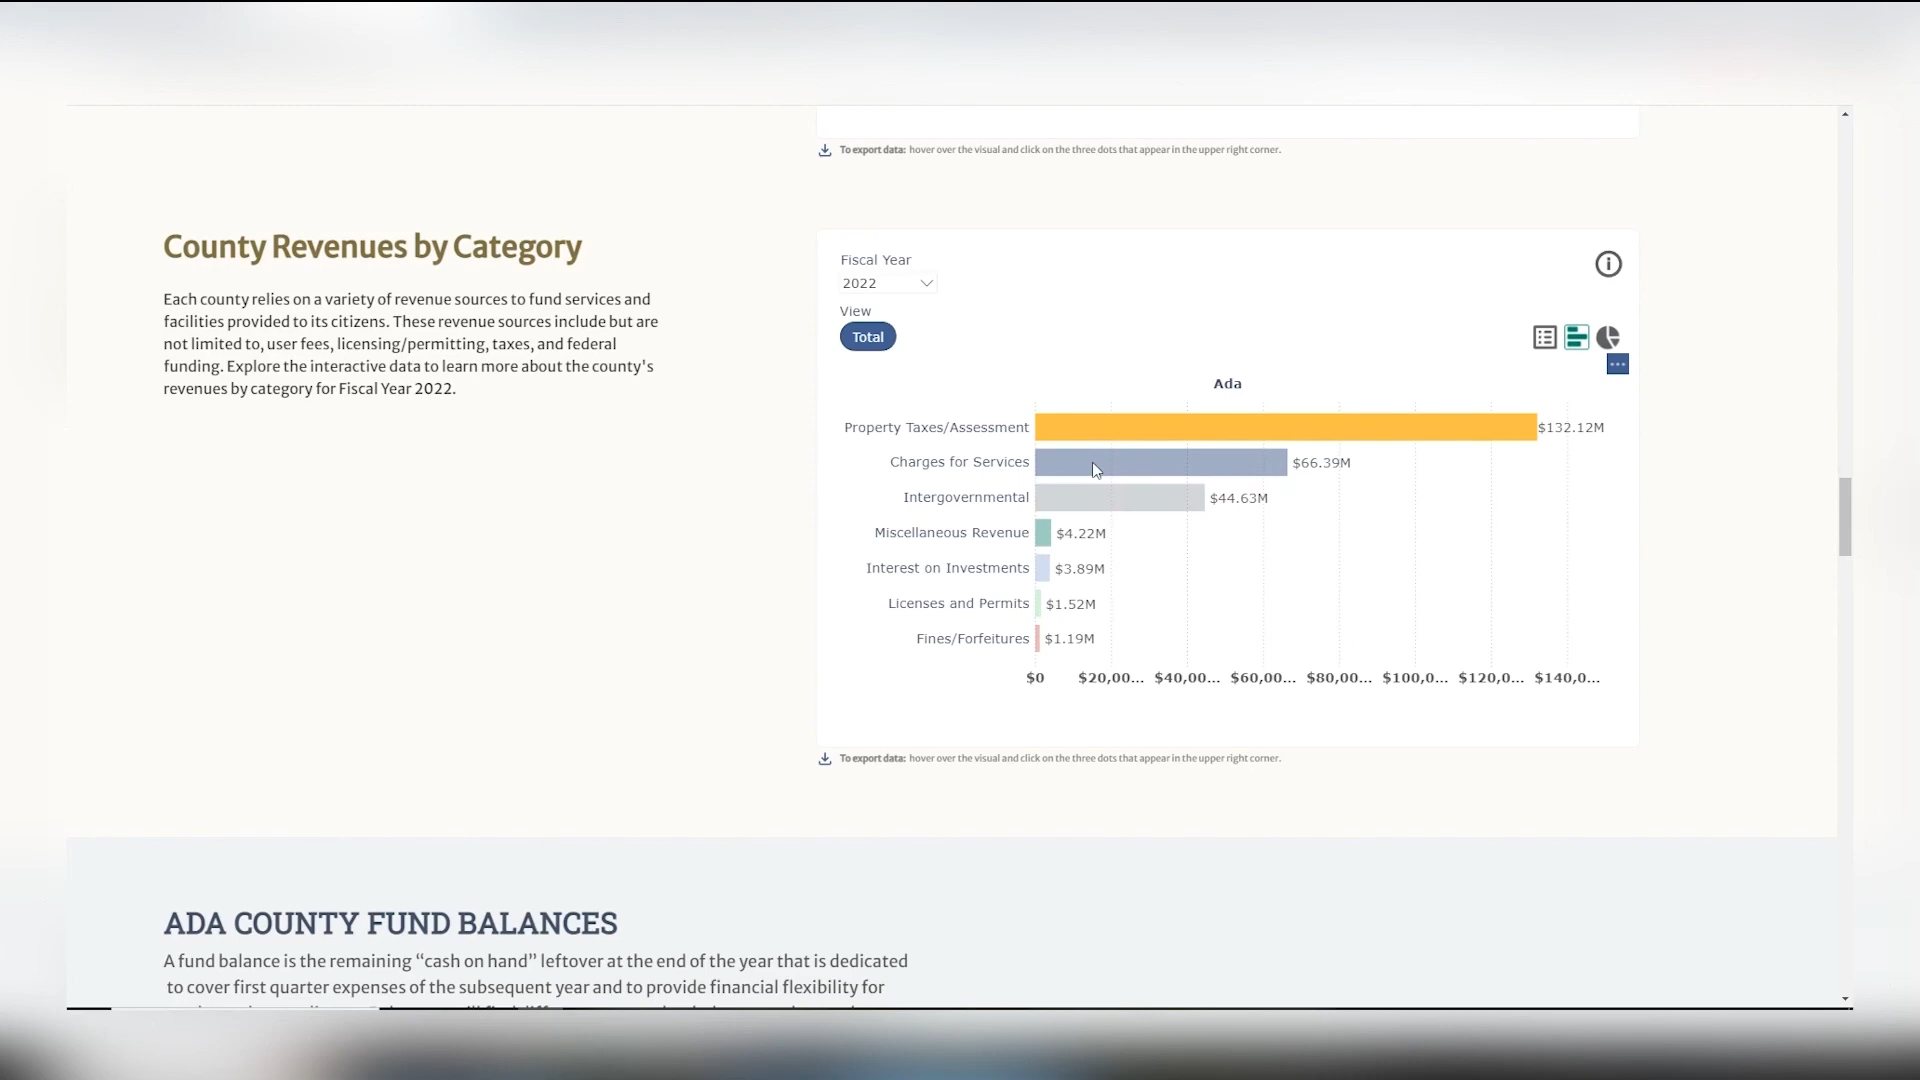 To export data: hover over the visual and click on the three dots that appear in the upper right corner.
County Revenues by Category
Each county relies on a variety of revenue sources to fund services and
facilities provided to its citizens. These revenue sources include but are
not limited to, user fees, licensing/permitting, taxes, and federal
funding. Explore the interactive data to learn more about the county's
revenues by category for Fiscal Year 2022.
Fiscal Year
2022
View
Total
Ada
Property Taxes/Assessment $132.12M
Charges for Services $66.39M
Intergovernmental $44.63M
Miscellaneous Revenue $4.22M
Interest on Investments $3.89M
Licenses and Permits $1.52M
Fines/Forfeitures $1.19M
$0 $20,00... $40,00... $60,00... $80,00... $100,0... $120,0... $140,0...
To export data: hover over the visual and click on the three dots that appear in the upper right corner.
ADA COUNTY FUND BALANCES
A fund balance is the remaining “cash on hand” leftover at the end of the year that is dedicated
to cover first quarter expenses of the subsequent year and to provide financial flexibility for